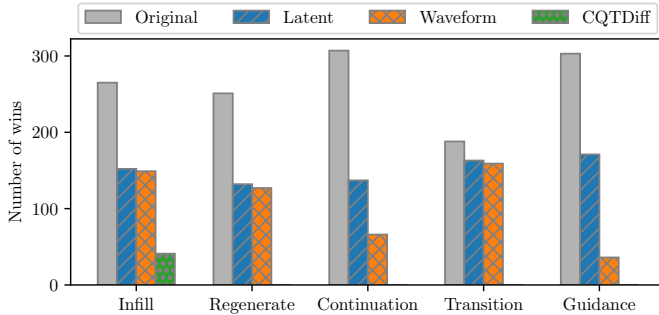 Original Latent Waveform CQTDiff
Number of wins
300
200
100
0
Infill Regenerate Continuation Transition Guidance